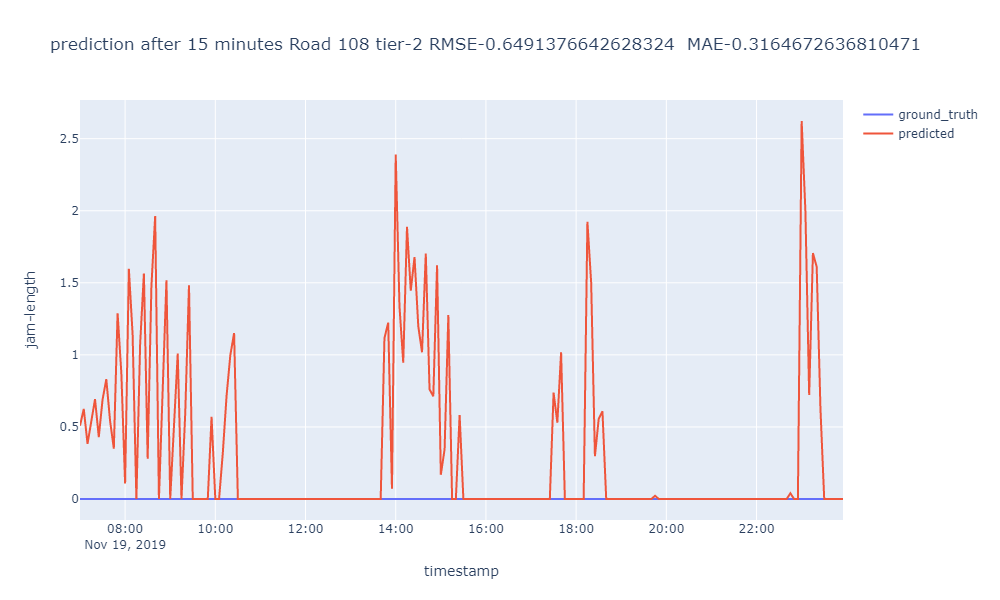 prediction after 15 minutes Road 108 tier-2 RMSE-0.6491376642628324  MAE-0.3164672636810471
ground_truth
predicted
2.5
2
1.5
1
0.5
0
jam-length
08:00 10:00 12:00 14:00 16:00 18:00 20:00 22:00
Nov 19, 2019
timestamp